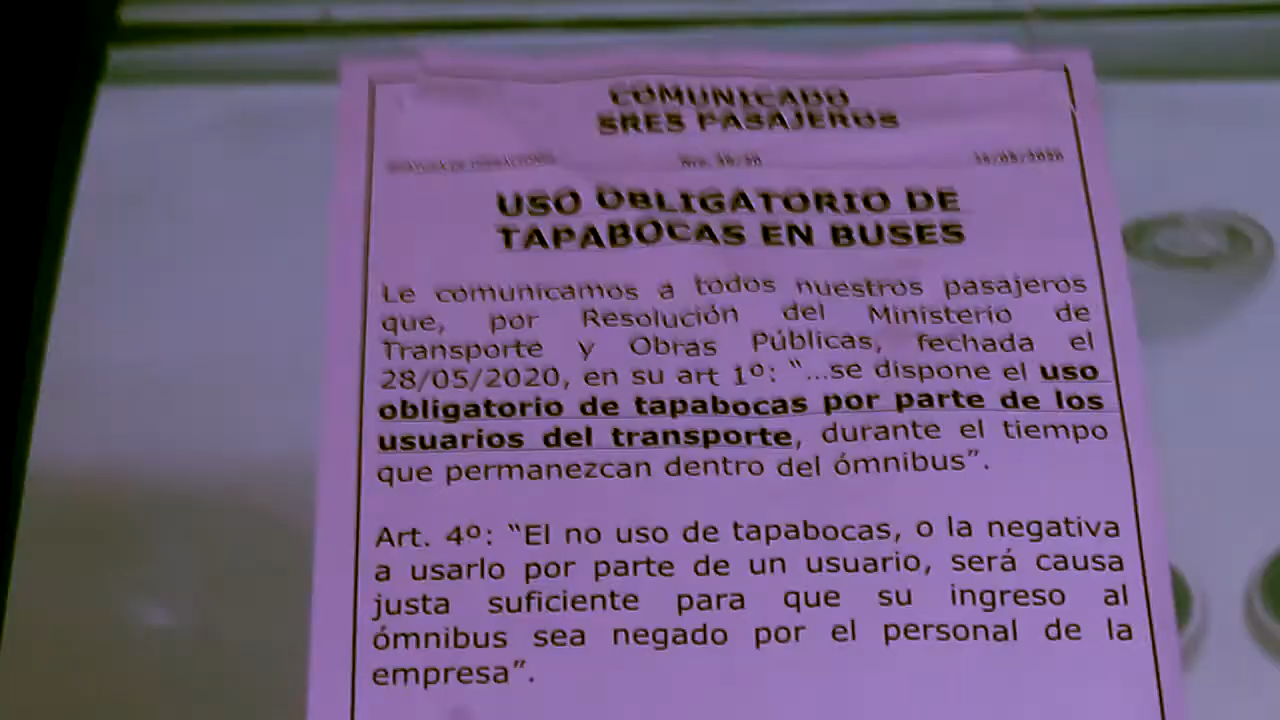 COMUNICADO
SRES PASAJEROS
USO OBLIGATORIO DE
TAPABOCAS EN BUSES
Le comunicamos a todos nuestros pasajeros
que, por Resolución del Ministerio de
Transporte y Obras Públicas, fechada el
28/05/2020, en su art 1º: “...se dispone el uso
obligatorio de tapabocas por parte de los
usuarios del transporte, durante el tiempo
que permanezcan dentro del ómnibus”.
Art. 4º: “El no uso de tapabocas, o la negativa
a usarlo por parte de un usuario, será causa
justa suficiente para que su ingreso al
ómnibus sea negado por el personal de la
empresa”.